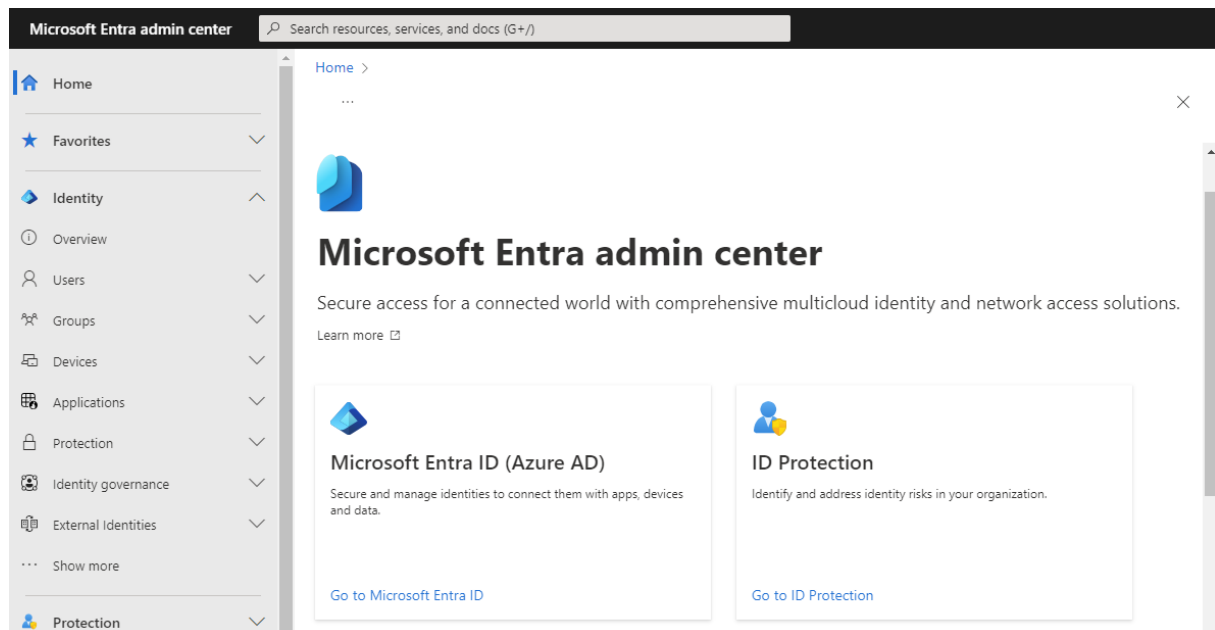 Microsoft Entra admin center
Search resources, services, and docs (G+/)
Home
Favorites
Identity
Overview
Users
Groups
Devices
Applications
Protection
Identity governance
External Identities
... Show more
Protection
Home >
...
Microsoft Entra admin center
Secure access for a connected world with comprehensive multicloud identity and network access solutions.
Learn more
Microsoft Entra ID (Azure AD)
Secure and manage identities to connect them with apps, devices
and data.
Go to Microsoft Entra ID
ID Protection
Identify and address identity risks in your organization.
Go to ID Protection